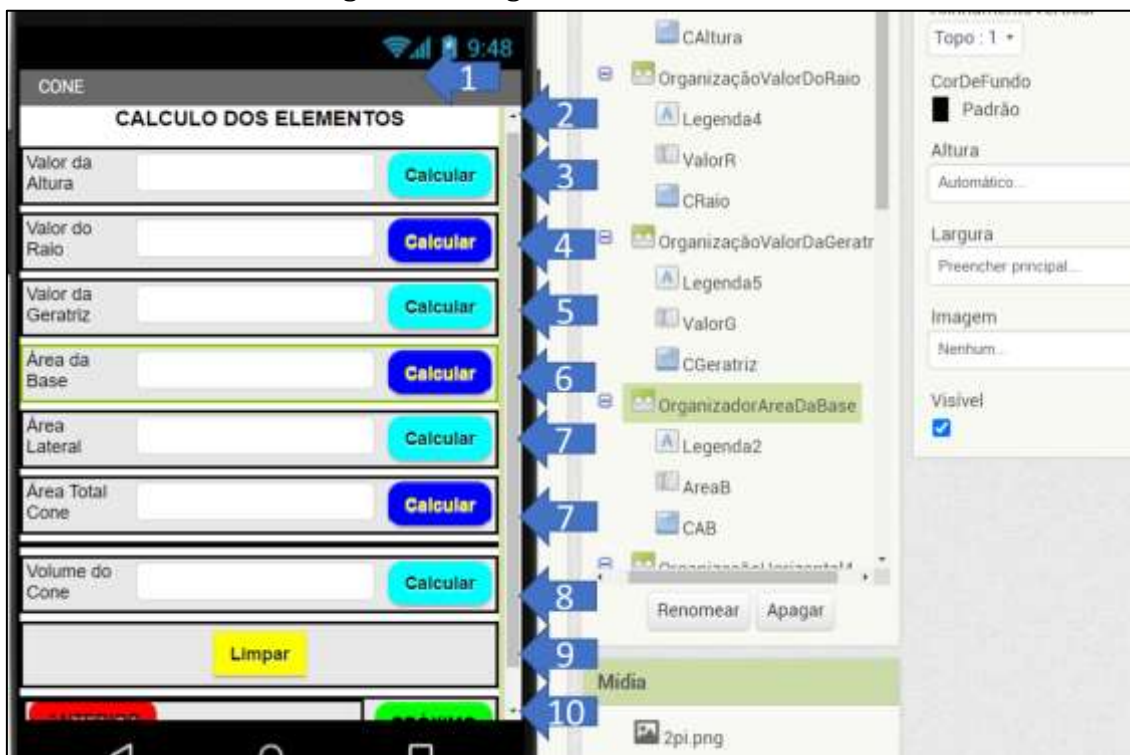 9:48
1
CONE
CALCULO DOS ELEMENTOS
2
Valor da
Altura
Calcular
3
Valor do
Raio
Calcular
4
Valor da
Geratriz
Calcular
5
Área da
Base
Calcular
6
Área
Lateral
Calcular
7
Área Total
Cone
Calcular
7
Volume do
Cone
Calcular
8
Limpar
9
10
CAltura
OrganizaçãoValorDoRaio
Legenda4
ValorR
CRaio
OrganizaçãoValorDaGeratr
Legenda5
ValorG
CGeratriz
OrganizadorAreaDaBase
Legenda2
AreaB
CAB
Renomear Apagar
Mídia
2pi.png
Topo : 1
CorDeFundo
Padrão
Altura
Automático...
Largura
Preencher principal...
Imagem
Nenhum...
Visível